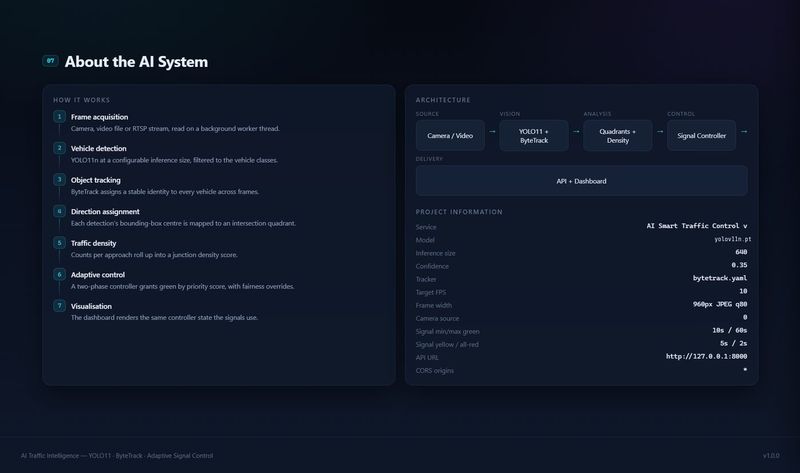 07 About the AI System
HOW IT WORKS
1 Frame acquisition
Camera, video file or RTSP stream, read on a background worker thread.
2 Vehicle detection
YOLO11n at a configurable inference size, filtered to the vehicle classes.
3 Object tracking
ByteTrack assigns a stable identity to every vehicle across frames.
4 Direction assignment
Each detection's bounding-box centre is mapped to an intersection quadrant.
5 Traffic density
Counts per approach roll up into a junction density score.
6 Adaptive control
A two-phase controller grants green by priority score, with fairness overrides.
7 Visualisation
The dashboard renders the same controller state the signals use.
ARCHITECTURE
SOURCE
Camera / Video
→
VISION
YOLO11 +
ByteTrack
→
ANALYSIS
Quadrants +
Density
→
CONTROL
Signal Controller
→
DELIVERY
API + Dashboard
PROJECT INFORMATION
Service AI Smart Traffic Control v
Model yolov11n.pt
Inference size 640
Confidence 0.35
Tracker bytetrack.yaml
Target FPS 10
Frame width 960px JPEG q80
Camera source 0
Signal min/max green 10s / 60s
Signal yellow / all-red 5s / 2s
API URL http://127.0.0.1:8000
CORS origins *
AI Traffic Intelligence — YOLO11 · ByteTrack · Adaptive Signal Control
v1.0.0